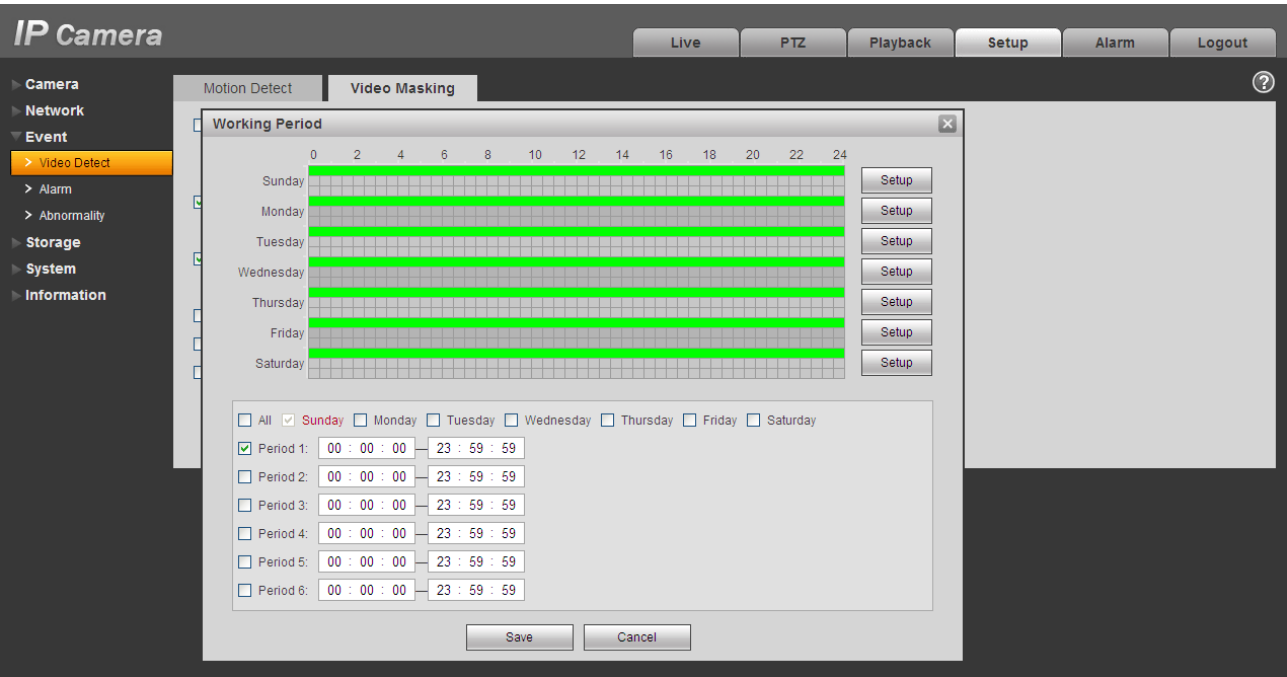 IP Camera
Live PTZ Playback Setup Alarm Logout
Camera
Network
Event
> Video Detect
> Alarm
> Abnormality
Storage
System
Information
Motion Detect Video Masking
?
Working Period
0 2 4 6 8 10 12 14 16 18 20 22 24
Sunday Setup
Monday Setup
Tuesday Setup
Wednesday Setup
Thursday Setup
Friday Setup
Saturday Setup
All Sunday Monday Tuesday Wednesday Thursday Friday Saturday
Period 1: 00 : 00 : 00 — 23 : 59 : 59
Period 2: 00 : 00 : 00 — 23 : 59 : 59
Period 3: 00 : 00 : 00 — 23 : 59 : 59
Period 4: 00 : 00 : 00 — 23 : 59 : 59
Period 5: 00 : 00 : 00 — 23 : 59 : 59
Period 6: 00 : 00 : 00 — 23 : 59 : 59
Save Cancel